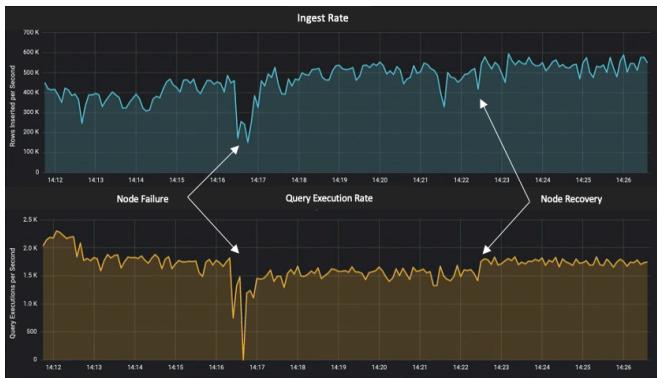 Ingest Rate
Rows Inserted per Second
700 K
600 K
500 K
400 K
300 K
200 K
100 K
0
14:12 14:13 14:14 14:15 14:16 14:17 14:18 14:19 14:20 14:21 14:22 14:23 14:24 14:25 14:26
Node Failure Query Execution Rate Node Recovery
Query Executions per Second
2.5 K
2.0 K
1.5 K
1.0 K
500
0
14:12 14:13 14:14 14:15 14:16 14:17 14:18 14:19 14:20 14:21 14:22 14:23 14:24 14:25 14:26